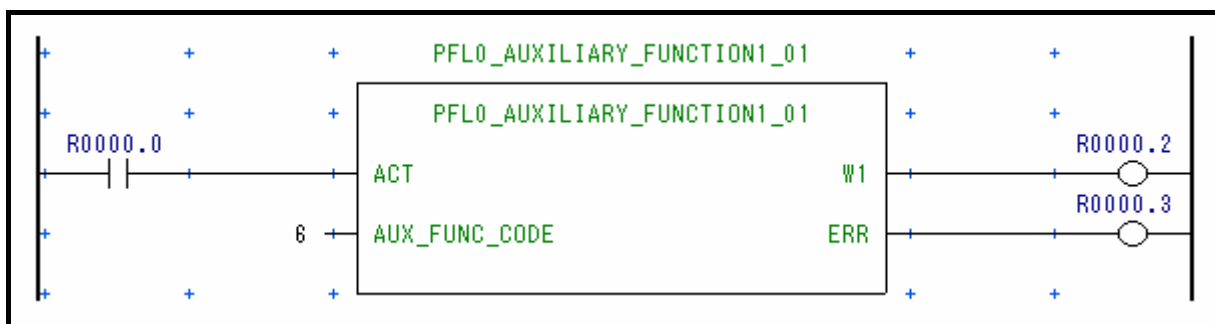 PFL0_AUXILIARY_FUNCTION1_01
PFL0_AUXILIARY_FUNCTION1_01
R0000.0
R0000.2
ACT
W1
R0000.3
6
AUX_FUNC_CODE
ERR